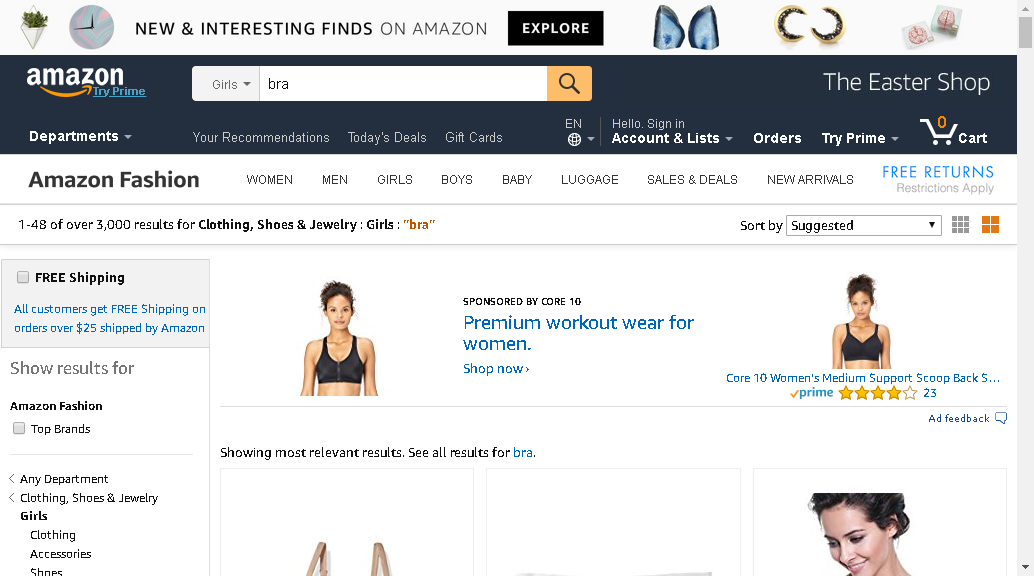 NEW & INTERESTING FINDS ON AMAZON EXPLORE
amazon
Try Prime
Girls bra
The Easter Shop
Departments
Your Recommendations Today's Deals Gift Cards
EN
Hello. Sign in
Account & Lists
Orders
Try Prime
0
Cart
Amazon Fashion
WOMEN MEN GIRLS BOYS BABY LUGGAGE SALES & DEALS NEW ARRIVALS
FREE RETURNS
Restrictions Apply
1-48 of over 3,000 results for Clothing, Shoes & Jewelry : Girls : "bra"
Sort by Suggested
FREE Shipping
All customers get FREE Shipping on
orders over $25 shipped by Amazon
Show results for
Amazon Fashion
Top Brands
Any Department
Clothing, Shoes & Jewelry
Girls
Clothing
Accessories
Shoes
SPONSORED BY CORE 10
Premium workout wear for
women.
Shop now ›
Core 10 Women's Medium Support Scoop Back S...
prime 23
Ad feedback
Showing most relevant results. See all results for bra.